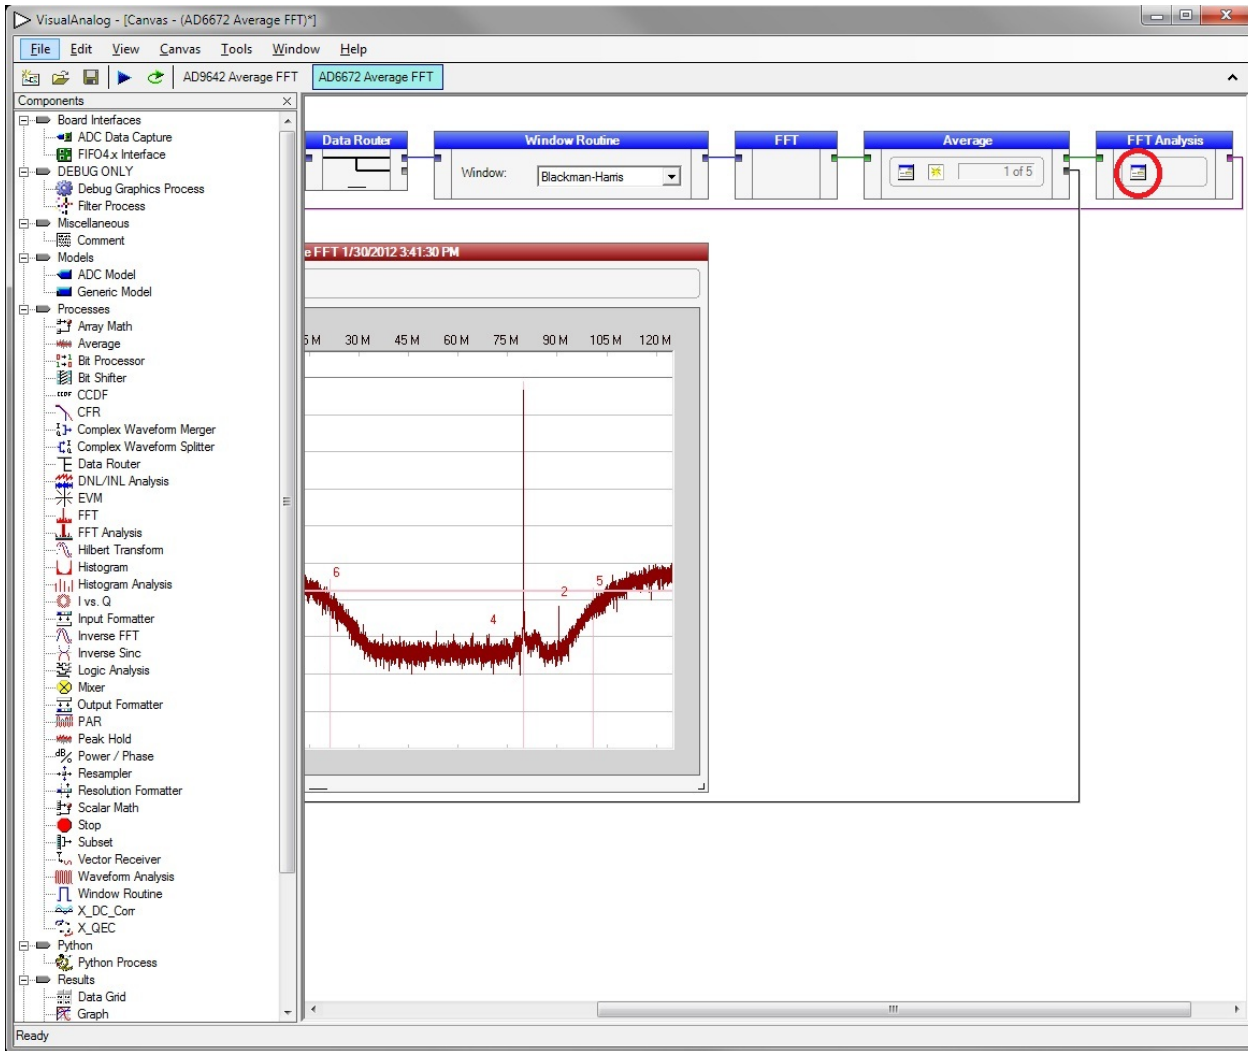 VisualAnalog - [Canvas - (AD6672 Average FFT)*]
File Edit View Canvas Tools Window Help
AD9642 Average FFT AD6672 Average FFT
Components
Board Interfaces
ADC Data Capture
FIFO4.x Interface
DEBUG ONLY
Debug Graphics Process
Filter Process
Miscellaneous
Comment
Models
ADC Model
Generic Model
Processes
Array Math
Average
Bit Processor
Bit Shifter
CCDF
CFR
Complex Waveform Merger
Complex Waveform Splitter
Data Router
DNL/INL Analysis
EVM
FFT
FFT Analysis
Hilbert Transform
Histogram
Histogram Analysis
I vs. Q
Input Formatter
Inverse FFT
Inverse Sinc
Logic Analysis
Mixer
Output Formatter
PAR
Peak Hold
Power / Phase
Resampler
Resolution Formatter
Scalar Math
Stop
Subset
Vector Receiver
Waveform Analysis
Window Routine
X_DC_Corr
X_QEC
Python
Python Process
Results
Data Grid
Graph
Data Router Window Routine FFT Average FFT Analysis
Window: Blackman-Harris
1 of 5
e FFT 1/30/2012 3:41:30 PM
5 M 30 M 45 M 60 M 75 M 90 M 105 M 120 M
6
5
2
4
Ready